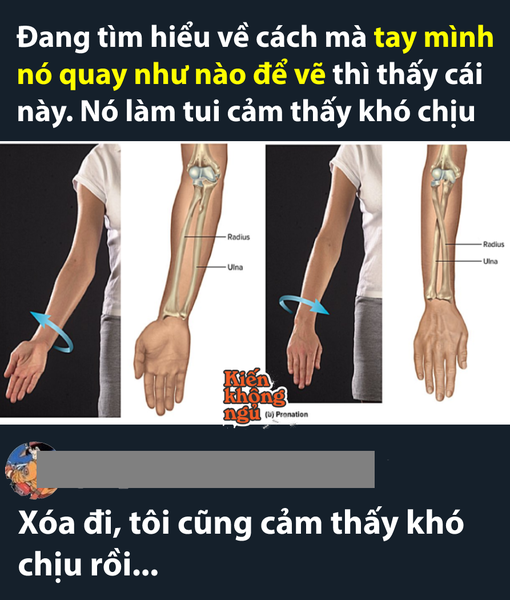 Đang tìm hiểu về cách mà tay mình
nó quay như nào để vẽ thì thấy cái
này. Nó làm tui cảm thấy khó chịu
Radius
Ulna
Radius
Ulna
Kiến
không
ngủ
(b) Pronation
Xóa đi, tôi cũng cảm thấy khó
chịu rồi...